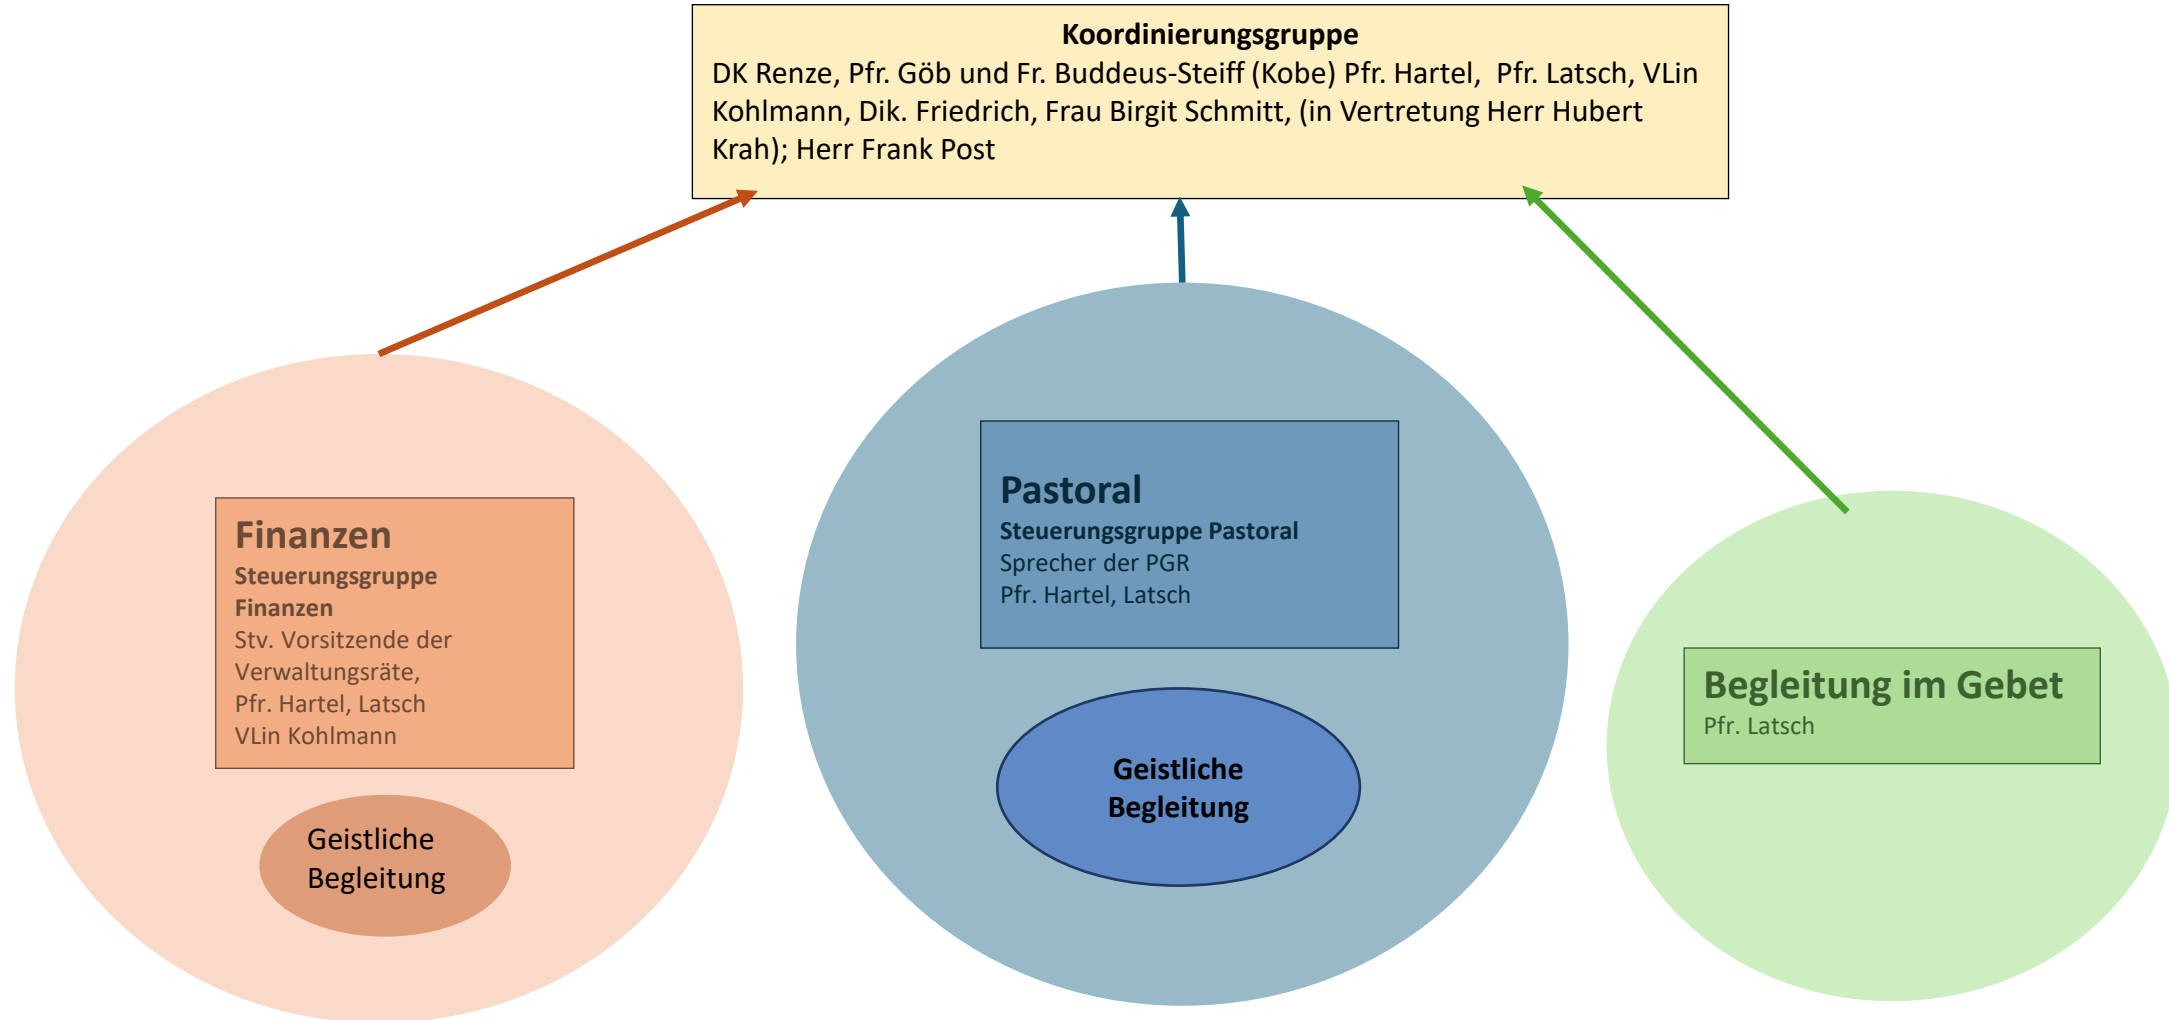 Koordinierungsgruppe
DK Renze, Pfr. Göb und Fr. Buddeus-Steiff (Kobe) Pfr. Hartel, Pfr. Latsch, VLin
Kohlmann, Dik. Friedrich, Frau Birgit Schmitt, (in Vertretung Herr Hubert
Krah); Herr Frank Post
Finanzen
Steuerungsgruppe
Finanzen
Stv. Vorsitzende der
Verwaltungsräte,
Pfr. Hartel, Latsch
VLin Kohlmann
Geistliche
Begleitung
Pastoral
Steuerungsgruppe Pastoral
Sprecher der PGR
Pfr. Hartel, Latsch
Geistliche
Begleitung
Begleitung im Gebet
Pfr. Latsch